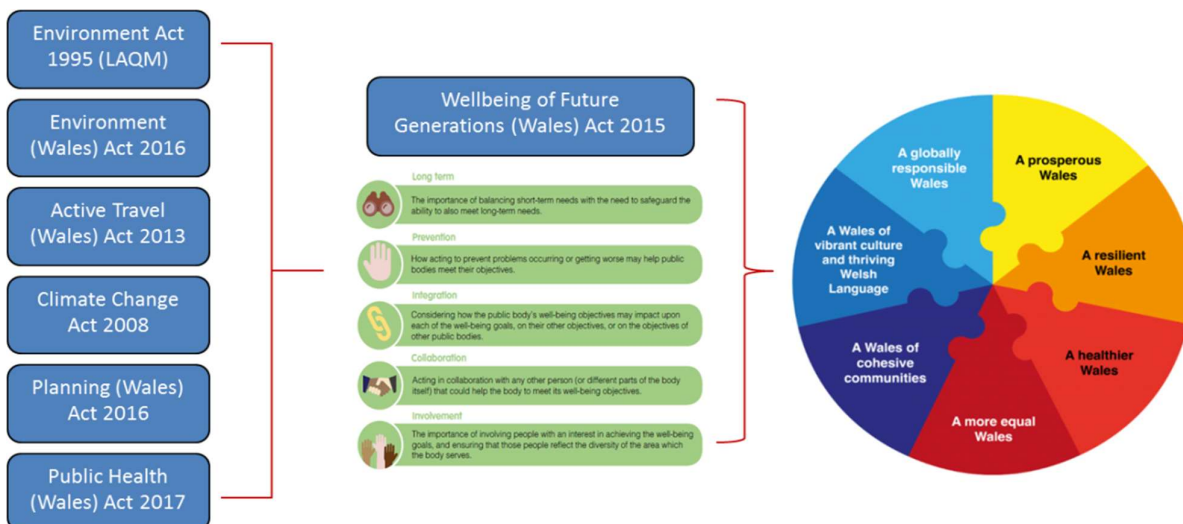 Environment Act
1995 (LAQM)
Environment
(Wales) Act 2016
Active Travel
(Wales) Act 2013
Climate Change
Act 2008
Planning (Wales)
Act 2016
Public Health
(Wales) Act 2017
Wellbeing of Future
Generations (Wales) Act 2015
Long term
The importance of balancing short-term needs with the need to safeguard the
ability to also meet long-term needs.
Prevention
How acting to prevent problems occurring or getting worse may help public
bodies meet their objectives.
Integration
Considering how the public body's well-being objectives may impact upon
each of the well-being goals, on their other objectives, or on the objectives of
other public bodies.
Collaboration
Acting in collaboration with any other person (or different parts of the body
itself) that could help the body to meet its well-being objectives.
Involvement
The importance of involving people with an interest in achieving the well-being
goals, and ensuring that those people reflect the diversity of the area which
the body serves.
A globally
responsible
Wales
A prosperous
Wales
A resilient
Wales
A healthier
Wales
A more equal
Wales
A Wales of
cohesive
communities
A Wales of
vibrant culture
and thriving
Welsh
Language